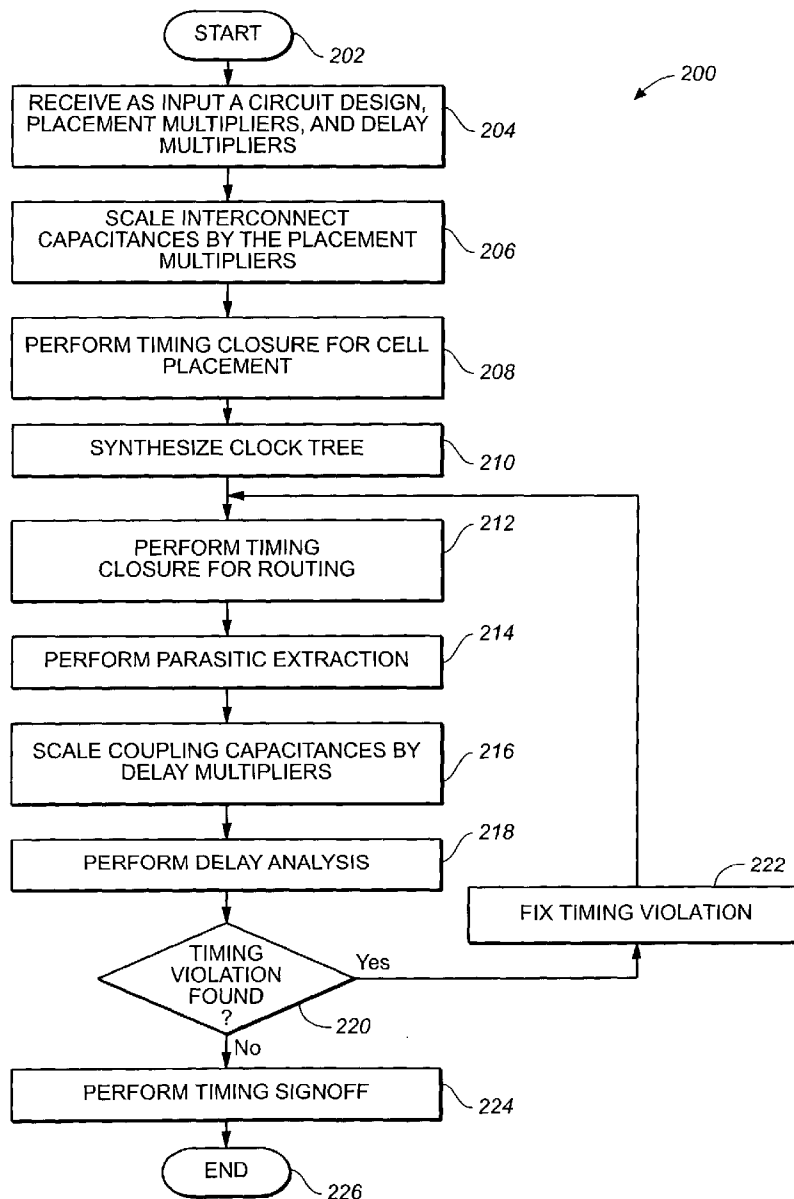 START
202
200
RECEIVE AS INPUT A CIRCUIT DESIGN,
PLACEMENT MULTIPLIERS, AND DELAY
MULTIPLIERS
204
SCALE INTERCONNECT
CAPACITANCES BY THE PLACEMENT
MULTIPLIERS
206
PERFORM TIMING CLOSURE FOR CELL
PLACEMENT
208
SYNTHESIZE CLOCK TREE
210
212
PERFORM TIMING
CLOSURE FOR ROUTING
214
PERFORM PARASITIC EXTRACTION
SCALE COUPLING CAPACITANCES BY
DELAY MULTIPLIERS
216
218
PERFORM DELAY ANALYSIS
222
FIX TIMING VIOLATION
TIMING
VIOLATION
FOUND
?
Yes
220
No
PERFORM TIMING SIGNOFF
224
END
226